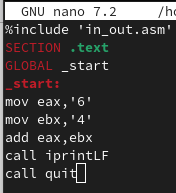 GNU nano 7.2 /ho
%include 'in_out.asm'
SECTION .text
GLOBAL _start
_start:
mov eax,'6'
mov ebx,'4'
add eax,ebx
call iprintLF
call quit